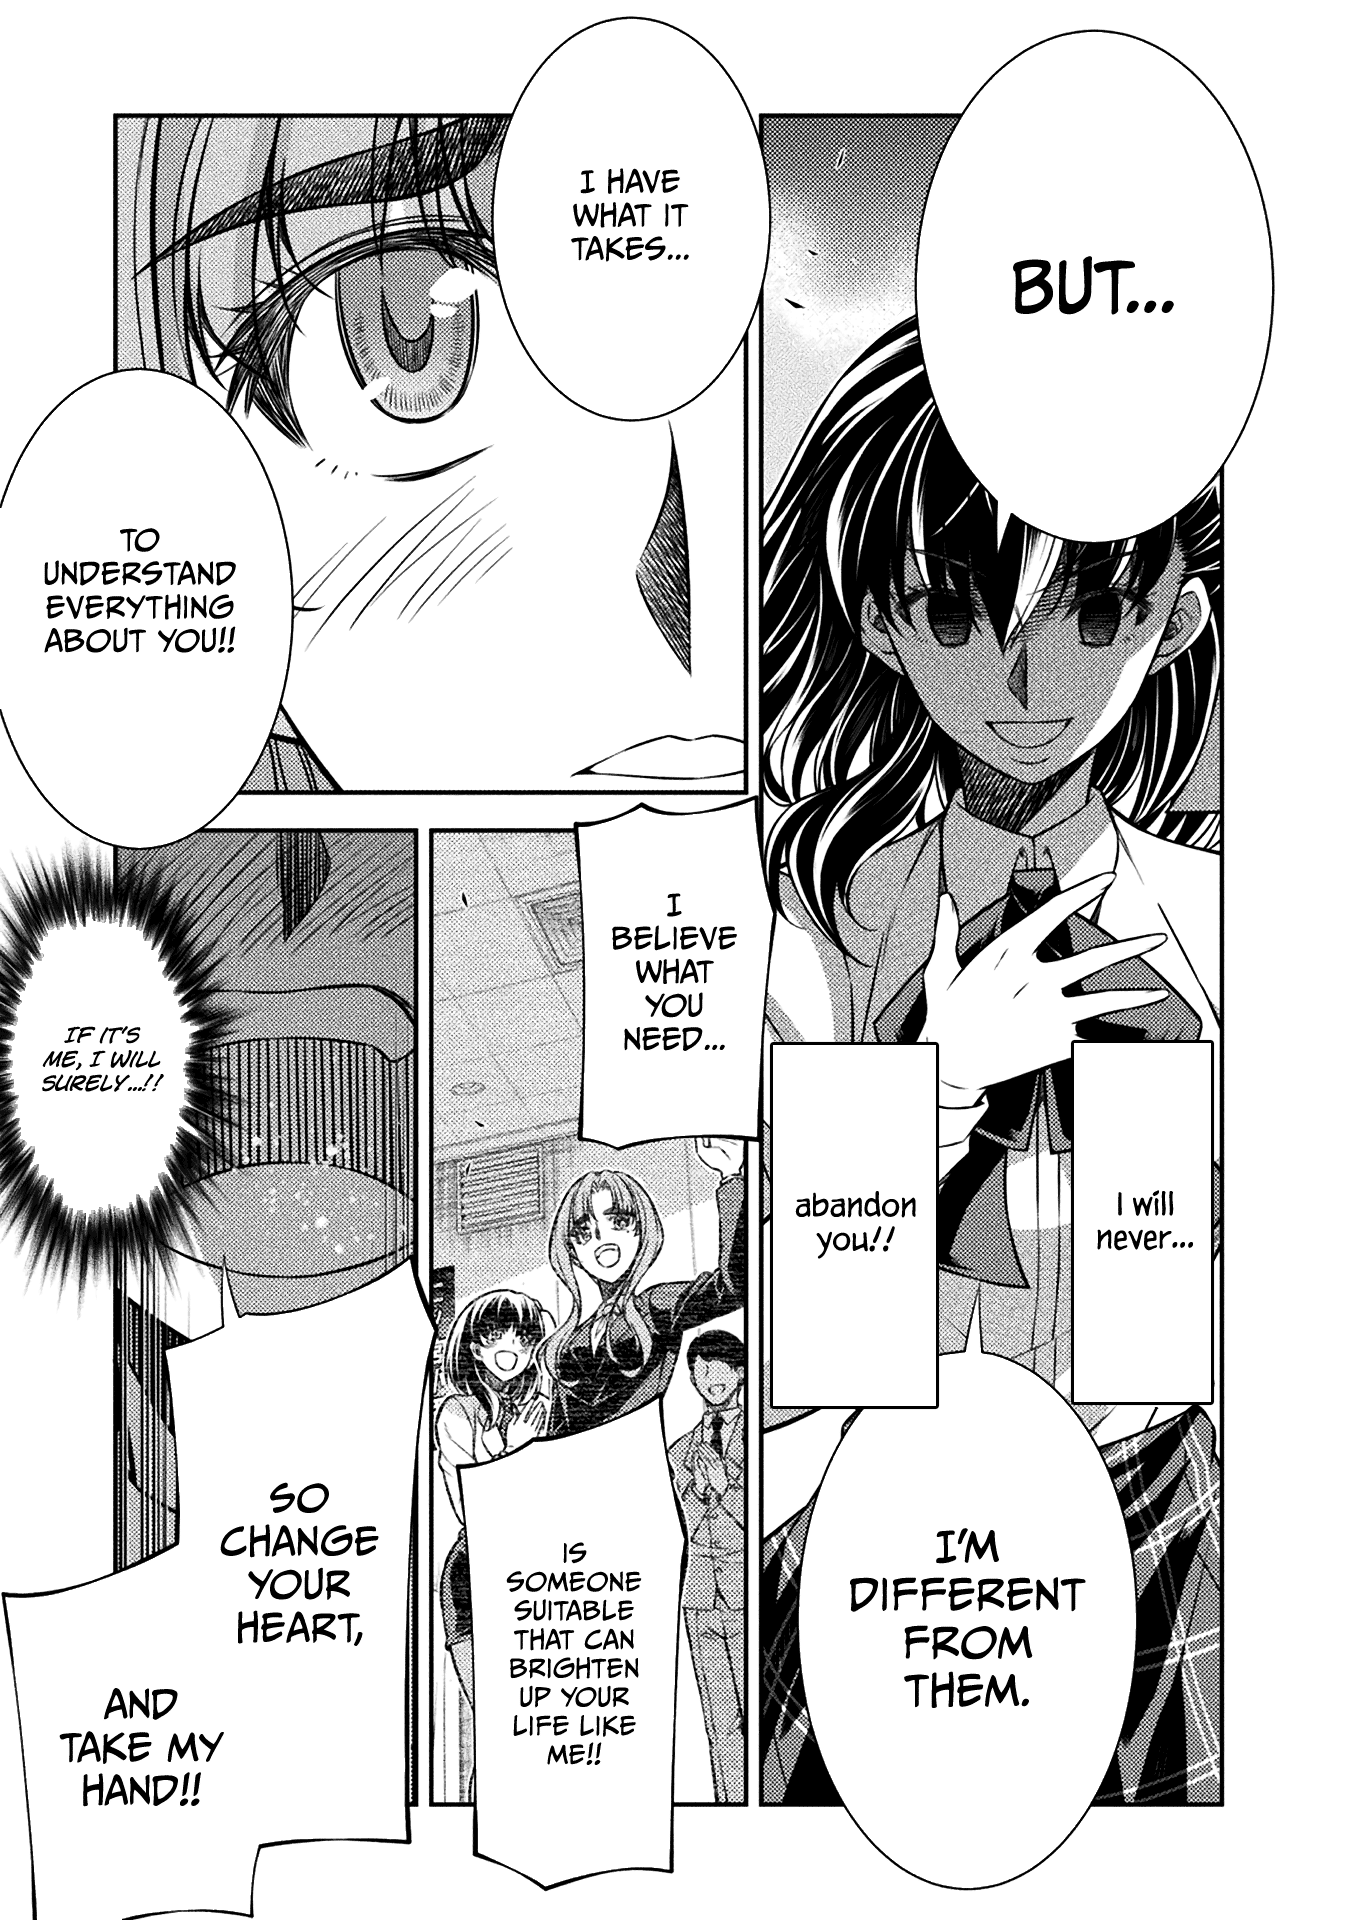 BUT...
I will
never...
abandon
you!!
I'M
DIFFERENT
FROM
THEM.
I HAVE
WHAT IT
TAKES...
TO
UNDERSTAND
EVERYTHING
ABOUT YOU!!
I
BELIEVE
WHAT
YOU
NEED...
IS
SOMEONE
SUITABLE
THAT CAN
BRIGHTEN
UP YOUR
LIFE LIKE
ME!!
IF IT'S
ME, I WILL
SURELY...!!
SO
CHANGE
YOUR
HEART,
AND
TAKE MY
HAND!!